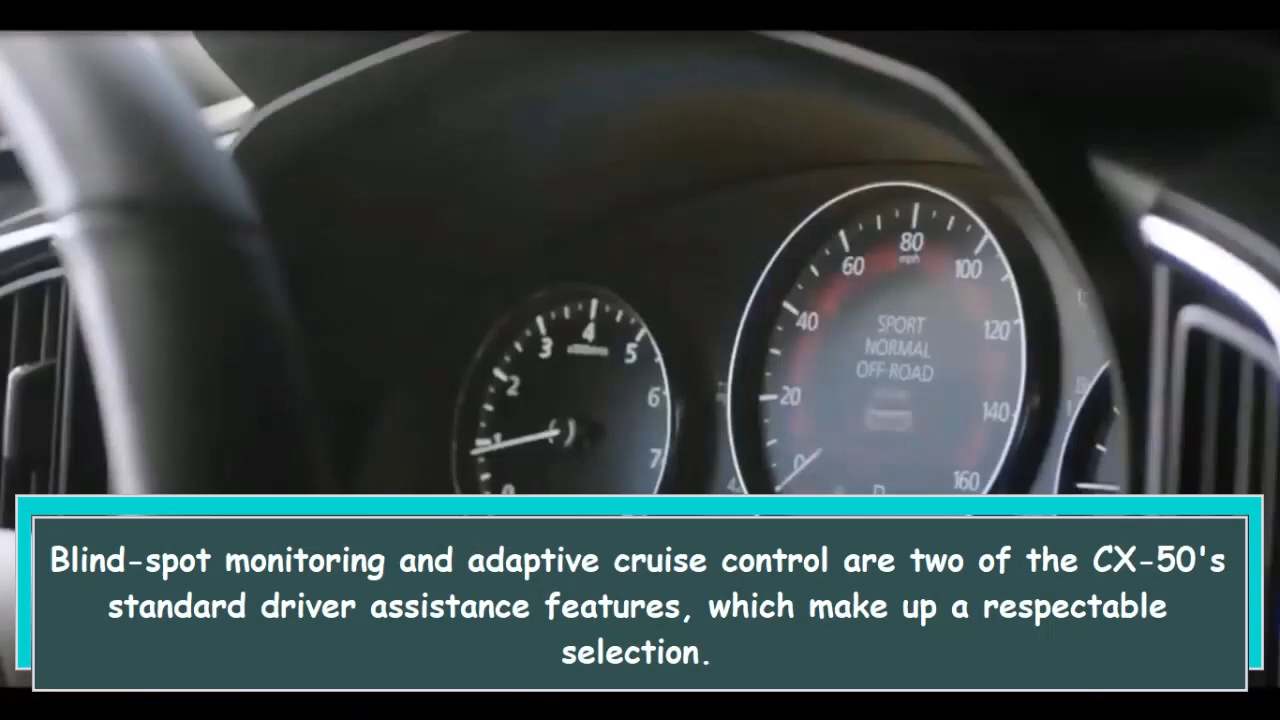 80
mph
60
100
40
SPORT
120
4
NORMAL
3
5
OFF-ROAD
2
20
6
140
1
7
0
160
0
D
Blind-spot monitoring and adaptive cruise control are two of the CX-50's
standard driver assistance features, which make up a respectable
selection.